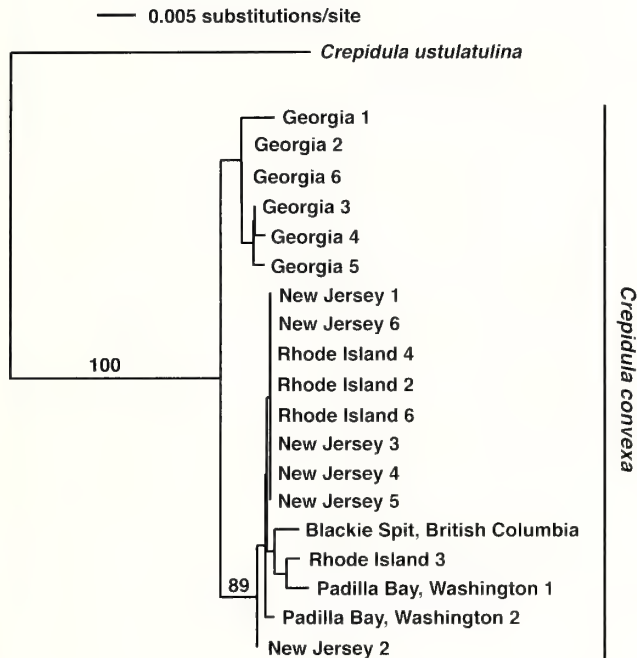 0.005 substitutions/site
Crepidula ustulatulina
Georgia 1
Georgia 2
Georgia 6
Georgia 3
Georgia 4
Georgia 5
New Jersey 1
New Jersey 6
Rhode Island 4
100
Rhode Island 2
Rhode Island 6
New Jersey 3
New Jersey 4
New Jersey 5
Blackie Spit, British Columbia
Rhode Island 3
89
Padilla Bay, Washington 1
Padilla Bay, Washington 2
New Jersey 2
Crepidula convexa